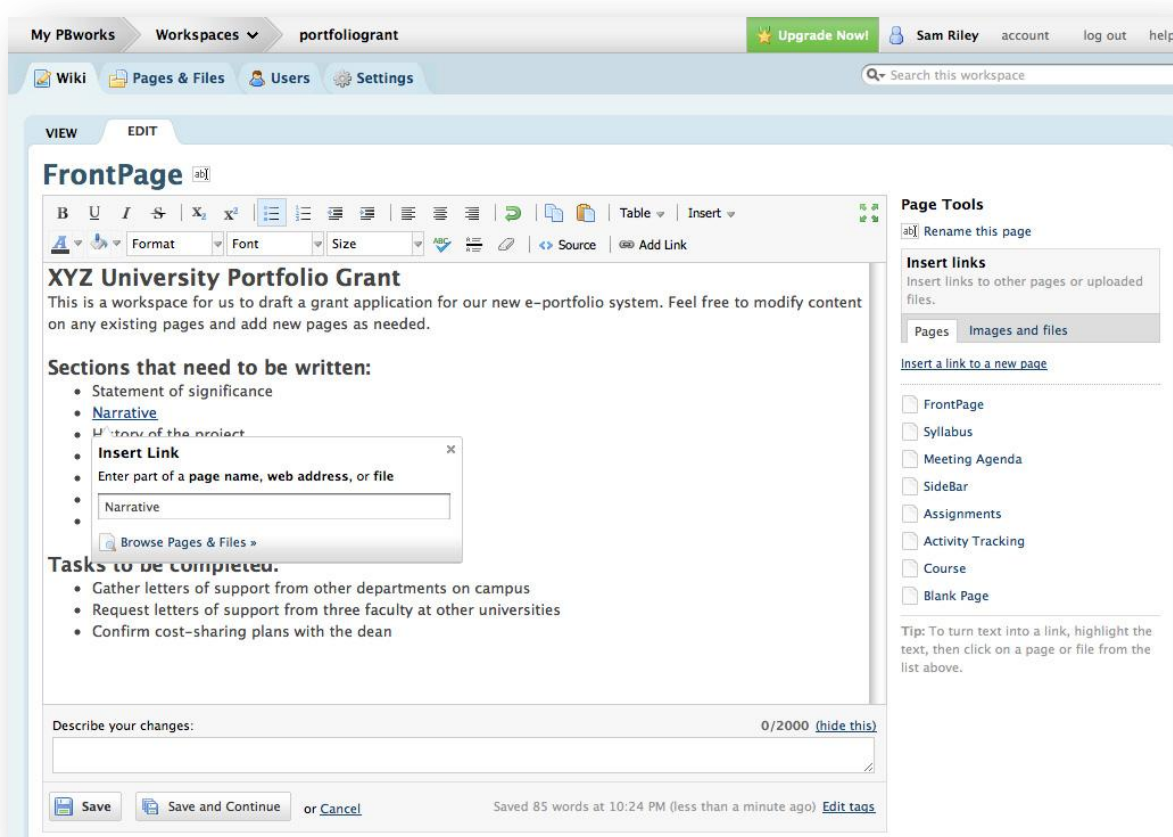 My PBworks Workspaces portfoliogrant Upgrade Now! Sam Riley account log out help
Wiki Pages & Files Users Settings Search this workspace
VIEW EDIT
FrontPage
B U I S X2 X2 Table Insert
A Format Font Size ABC Source Add Link
XYZ University Portfolio Grant
This is a workspace for us to draft a grant application for our new e-portfolio system. Feel free to modify content
on any existing pages and add new pages as needed.
Sections that need to be written:
• Statement of significance
• Narrative
• History of the project
Insert Link
Enter part of a page name, web address, or file
Narrative
Browse Pages & Files »
Tasks to be completed:
• Gather letters of support from other departments on campus
• Request letters of support from three faculty at other universities
• Confirm cost-sharing plans with the dean
Describe your changes: 0/2000 (hide this)
Save Save and Continue or Cancel Saved 85 words at 10:24 PM (less than a minute ago) Edit tags
Page Tools
Rename this page
Insert links
Insert links to other pages or uploaded
files.
Pages Images and files
Insert a link to a new page
FrontPage
Syllabus
Meeting Agenda
SideBar
Assignments
Activity Tracking
Course
Blank Page
Tip: To turn text into a link, highlight the
text, then click on a page or file from the
list above.